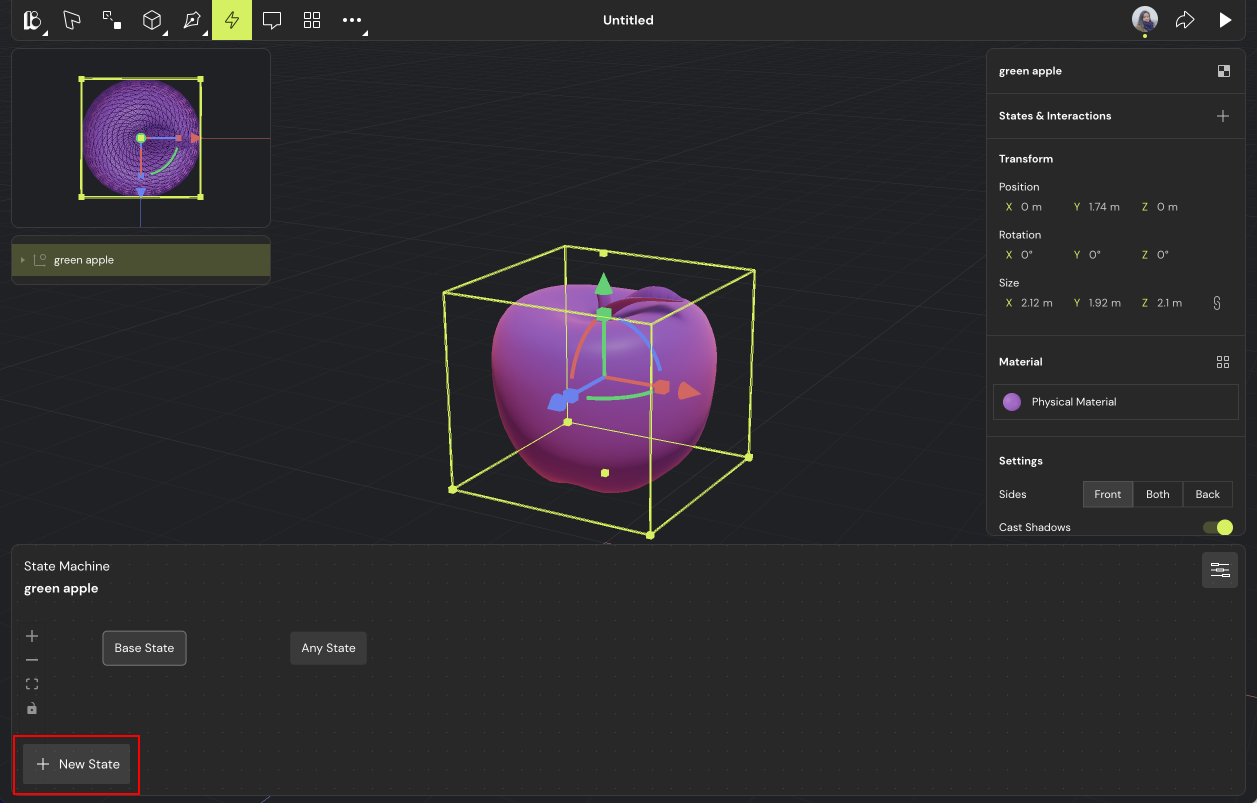 Untitled
green apple
green apple
States & Interactions
Transform
Position
X 0 m Y 1.74 m Z 0 m
Rotation
X 0° Y 0° Z 0°
Size
X 2.12 m Y 1.92 m Z 2.1 m
Material
Physical Material
Settings
Sides Front Both Back
Cast Shadows
State Machine
green apple
Base State Any State
New State